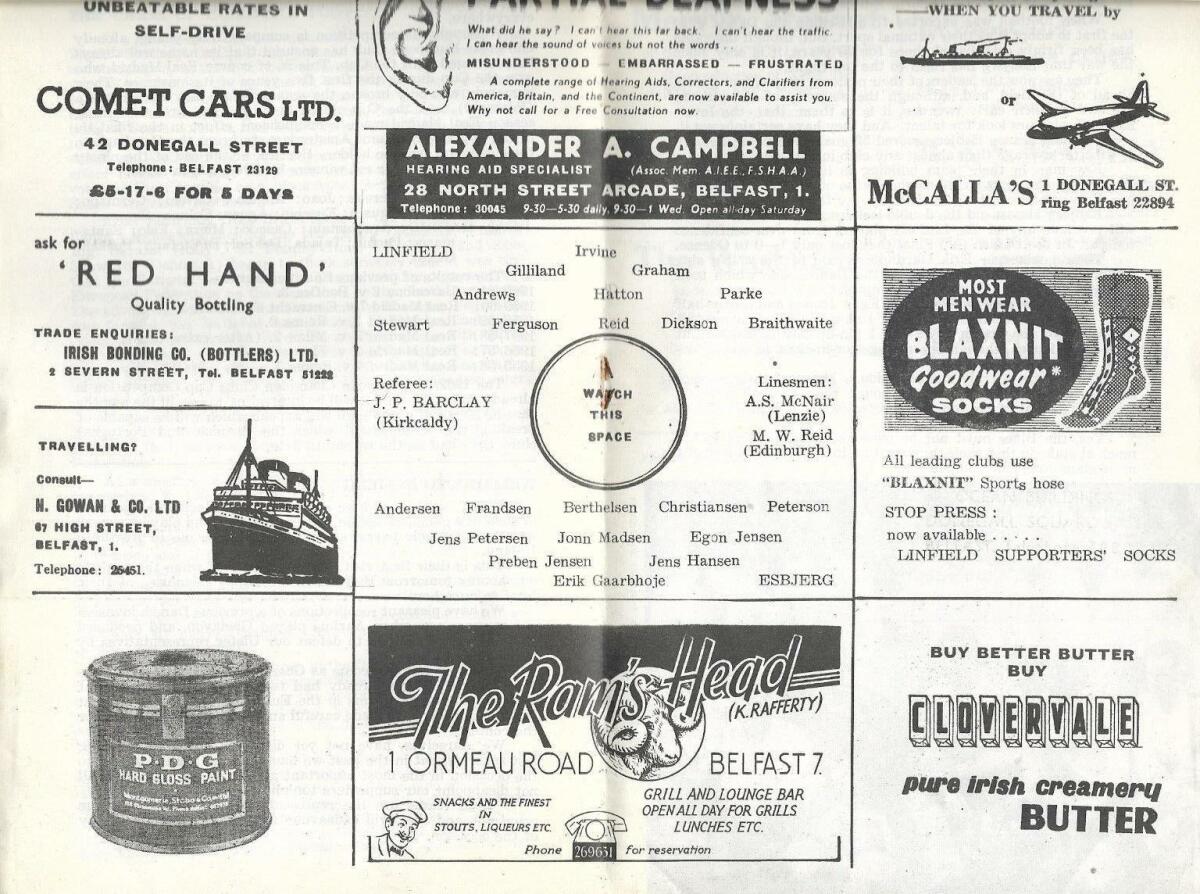 UNBEATABLE RATES IN
SELF-DRIVE
COMET CARS LTD.
42 DONEGALL STREET
Telephone: BELFAST 23129
£5-17-6 FOR 5 DAYS
ask for
'RED HAND'
Quality Bottling
TRADE ENQUIRIES:
IRISH BONDING CO. (BOTTLERS) LTD.
2 SEVERN STREET, Tel. BELFAST 51222
TRAVELLING?
Consult—
N. GOWAN & CO. LTD
67 HIGH STREET,
BELFAST, 1.
Telephone: 26451.
P·D·G
HARD GLOSS PAINT
PARTIAL DEAFNESS
What did he say? I can't hear this far back. I can't hear the traffic.
I can hear the sound of voices but not the words . . .
MISUNDERSTOOD — EMBARRASSED — FRUSTRATED
A complete range of Hearing Aids, Correctors, and Clarifiers from
America, Britain, and the Continent, are now available to assist you.
Why not call for a Free Consultation now.
ALEXANDER A. CAMPBELL
HEARING AID SPECIALIST (Assoc. Mem. A.I.E.E., F.S.H.A.A.)
28 NORTH STREET ARCADE, BELFAST, 1.
Telephone: 30045 9-30—5-30 daily, 9-30—1 Wed. Open all-day Saturday
LINFIELD Irvine
Gilliland Graham
Andrews Hatton Parke
Stewart Ferguson Reid Dickson Braithwaite
Referee:
J. P. BARCLAY
(Kirkcaldy)
WATCH
THIS
SPACE
Linesmen:
A.S. McNair
(Lenzie)
M. W. Reid
(Edinburgh)
Andersen Frandsen Berthelsen Christiansen Peterson
Jens Petersen Jonn Madsen Egon Jensen
Preben Jensen Jens Hansen
Erik Gaarbhoje ESBJERG
The Ram's Head
(K. RAFFERTY)
ORMEAU ROAD BELFAST 7.
SNACKS AND THE FINEST
IN
STOUTS, LIQUEURS ETC.
GRILL AND LOUNGE BAR
OPEN ALL DAY FOR GRILLS
LUNCHES ETC.
Phone 269631 for reservation
—WHEN YOU TRAVEL by
or
McCALLA'S 1 DONEGALL ST.
ring Belfast 22894
MOST
MEN WEAR
BLAXNIT
Goodwear*
SOCKS
All leading clubs use
"BLAXNIT" Sports hose
STOP PRESS :
now available . . . . .
LINFIELD SUPPORTERS' SOCKS
BUY BETTER BUTTER
BUY
CLOVERVALE
pure irish creamery
BUTTER